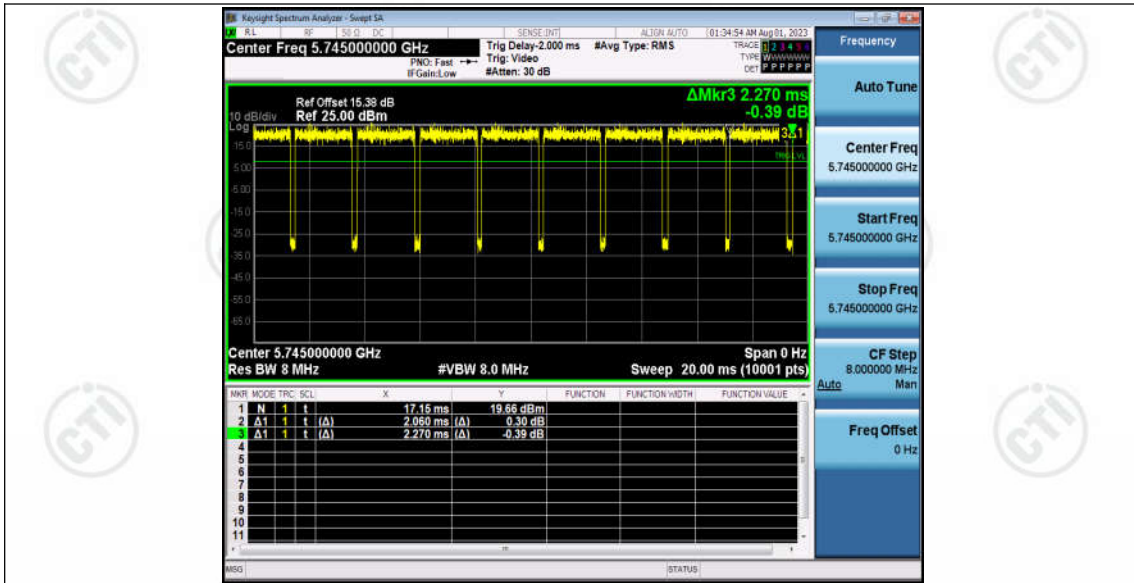 Keysight Spectrum Analyzer - Swept SA
RL RF 50 Ω DC SENSE:INT ALIGN AUTO 01:34:54 AM Aug 01, 2023
Center Freq 5.745000000 GHz Trig Delay-2.000 ms #Avg Type: RMS TRACE 1 2 3 4 5 6
PNO: Fast Trig: Video TYPE WWWWWW
IFGain:Low #Atten: 30 dB DET P P P P P P
Frequency
Auto Tune
ΔMkr3 2.270 ms
-0.39 dB
Ref Offset 15.38 dB
10 dB/div Ref 25.00 dBm
Log
3Δ1
15.0
TRIG LVL
5.00
-5.00
-15.0
-25.0
-35.0
-45.0
-55.0
-65.0
Center Freq
5.745000000 GHz
Start Freq
5.745000000 GHz
Stop Freq
5.745000000 GHz
Center 5.745000000 GHz Span 0 Hz
Res BW 8 MHz #VBW 8.0 MHz Sweep 20.00 ms (10001 pts)
CF Step
8.000000 MHz
Auto Man
Freq Offset
0 Hz
MKR MODE TRC SCL X Y FUNCTION FUNCTION WIDTH FUNCTION VALUE
1 N 1 t 17.15 ms 19.66 dBm
2 Δ1 1 t (Δ) 2.060 ms (Δ) 0.30 dB
3 Δ1 1 t (Δ) 2.270 ms (Δ) -0.39 dB
4
5
6
7
8
9
10
11
MSG STATUS
CTI
CTI
CTI
CTI